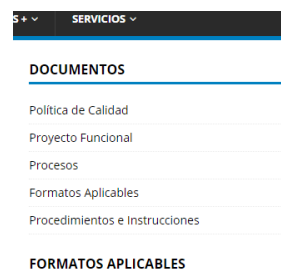 S + SERVICIOS
DOCUMENTOS
Política de Calidad
Proyecto Funcional
Procesos
Formatos Aplicables
Procedimientos e Instrucciones
FORMATOS APLICABLES